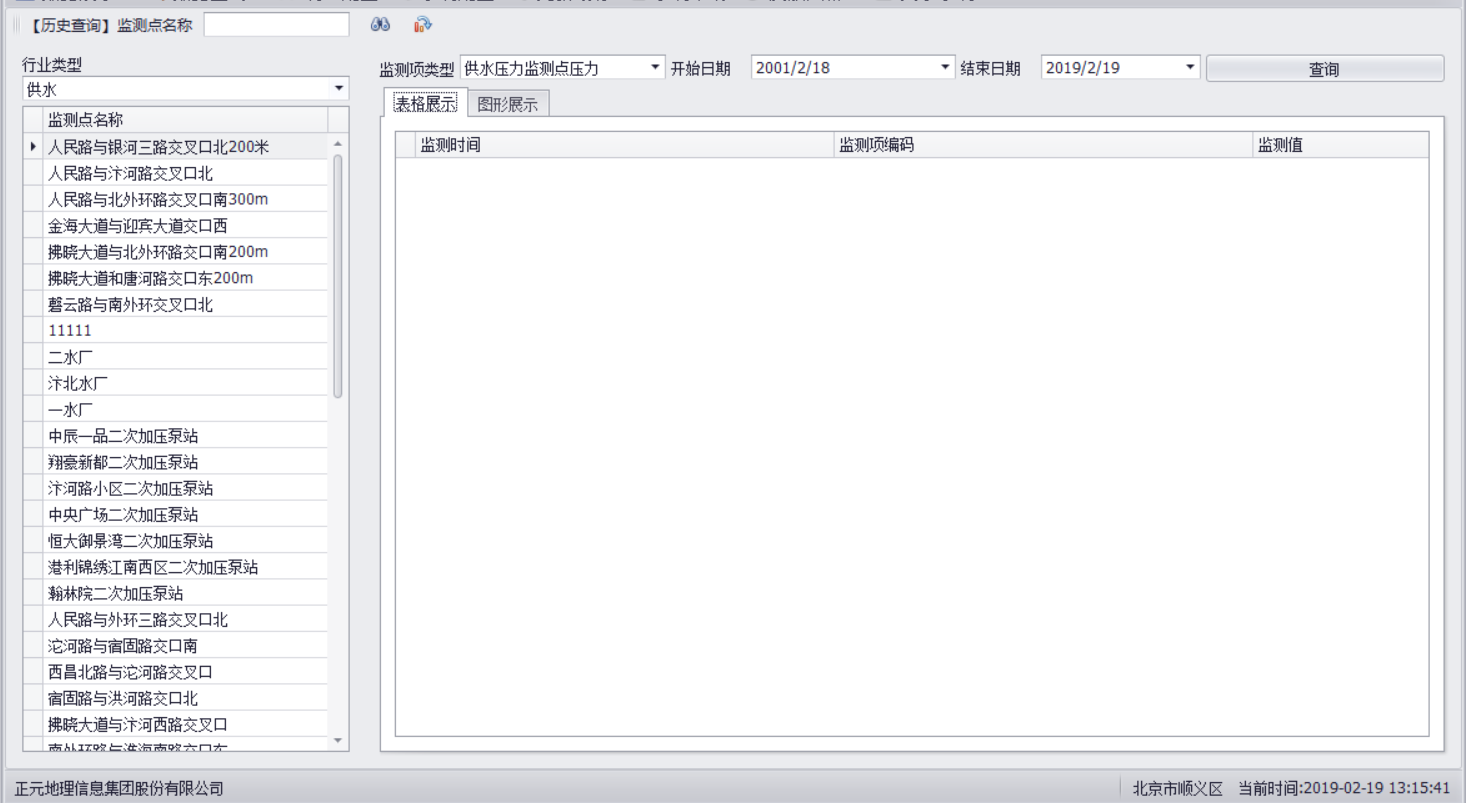 【历史查询】监测点名称
行业类型
供水
监测点名称
人民路与银河三路交叉口北200米
人民路与汴河路交叉口北
人民路与北外环路交叉口南300m
金海大道与迎宾大道交口西
拂晓大道与北外环路交口南200m
拂晓大道和唐河路交口东200m
磬云路与南外环交叉口北
11111
二水厂
汴北水厂
一水厂
中辰一品二次加压泵站
翔豪新都二次加压泵站
汴河路小区二次加压泵站
中央广场二次加压泵站
恒大御景湾二次加压泵站
港利锦绣江南西区二次加压泵站
翰林院二次加压泵站
人民路与外环三路交叉口北
沱河路与宿固路交口南
西昌北路与沱河路交叉口
宿固路与洪河路交口北
拂晓大道与汴河西路交叉口
监测项类型 供水压力监测点压力 开始日期 2001/2/18 结束日期 2019/2/19 查询
表格展示 图形展示
监测时间 监测项编码 监测值
正元地理信息集团股份有限公司 北京市顺义区 当前时间:2019-02-19 13:15:41